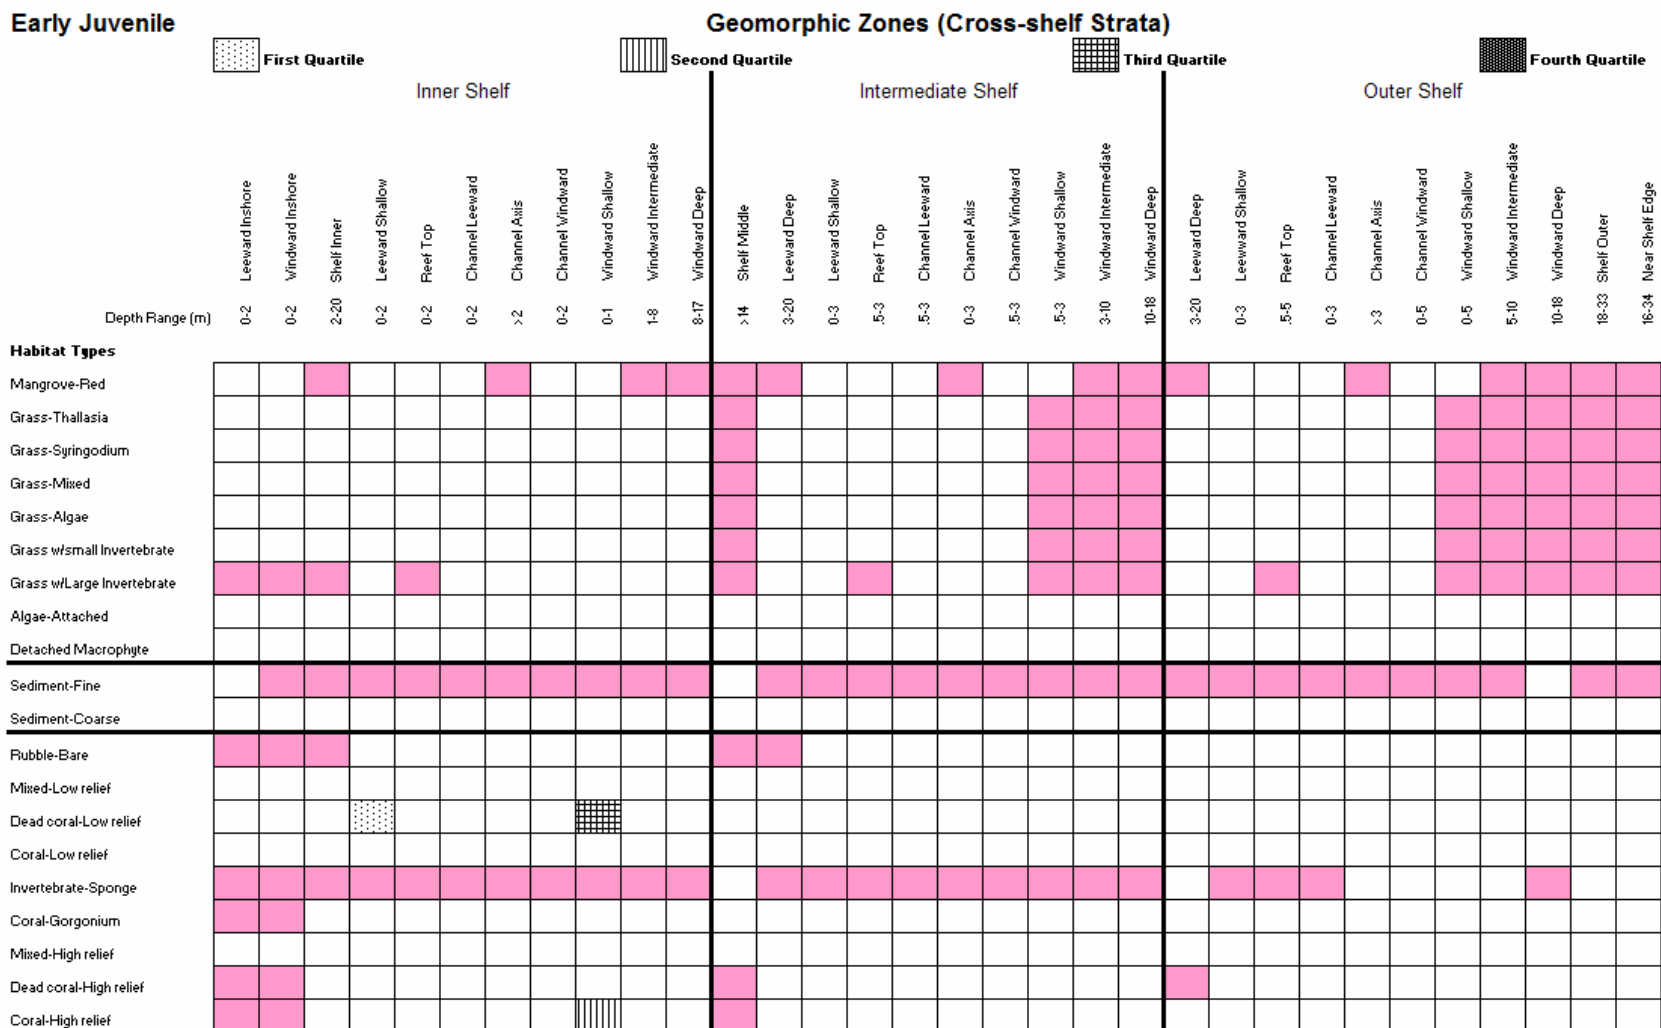 Early Juvenile
Geomorphic Zones (Cross-shelf Strata)
First Quartile
Second Quartile
Third Quartile
Fourth Quartile
Inner Shelf
Intermediate Shelf
Outer Shelf
Leeward Inshore
Windward Inshore
Shelf Inner
Leeward Shallow
Reef Top
Channel Leeward
Channel Axis
Channel Windward
Windward Shallow
Windward Intermediate
Windward Deep
Shelf Middle
Leeward Deep
Leeward Shallow
Reef Top
Channel Leeward
Channel Axis
Channel Windward
Windward Shallow
Windward Intermediate
Windward Deep
Leeward Deep
Leeward Shallow
Reef Top
Channel Leeward
Channel Axis
Channel Windward
Windward Shallow
Windward Intermediate
Windward Deep
Shelf Outer
Near Shelf Edge
Depth Range (m) 0-2 0-2 2-20 0-2 0-2 0-2 >2 0-2 0-1 1-8 8-17 >14 3-20 0-3 .5-3 .5-3 0-3 .5-3 .5-3 3-10 10-18 3-20 0-3 .5-5 0-3 >3 0-5 0-5 5-10 10-18 18-33 16-34
Habitat Types
Mangrove-Red
Grass-Thallasia
Grass-Syringodium
Grass-Mixed
Grass-Algae
Grass w/small Invertebrate
Grass w/Large Invertebrate
Algae-Attached
Detached Macrophyte
Sediment-Fine
Sediment-Coarse
Rubble-Bare
Mixed-Low relief
Dead coral-Low relief
Coral-Low relief
Invertebrate-Sponge
Coral-Gorgonium
Mixed-High relief
Dead coral-High relief
Coral-High relief